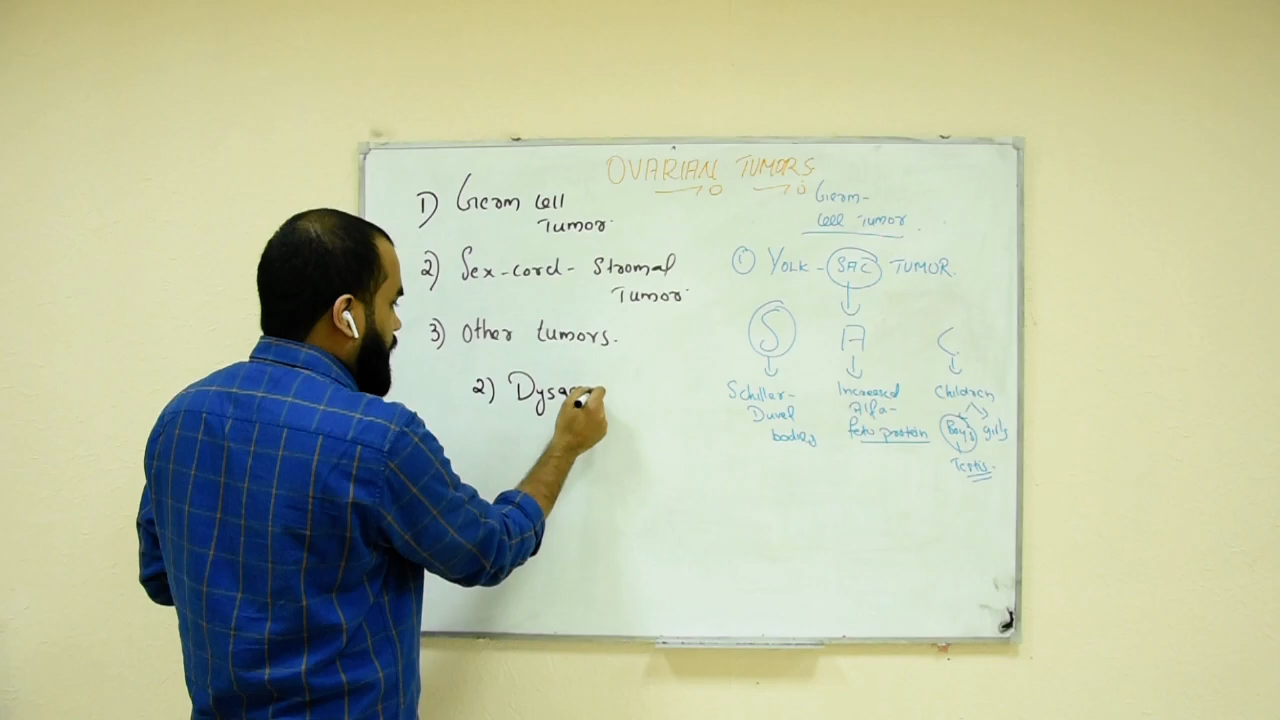 OVARIAN TUMORS
1) Germ cell
Tumor
2) Sex-cord- Stromal
Tumor
3) Other tumors.
2) Dysg
Germ-
Cell Tumor
① YOLK - SAC TUMOR.
S A C
Schiller- Increased Children
Duval Alfa- Boys girls
bodies feto protein
Testis.